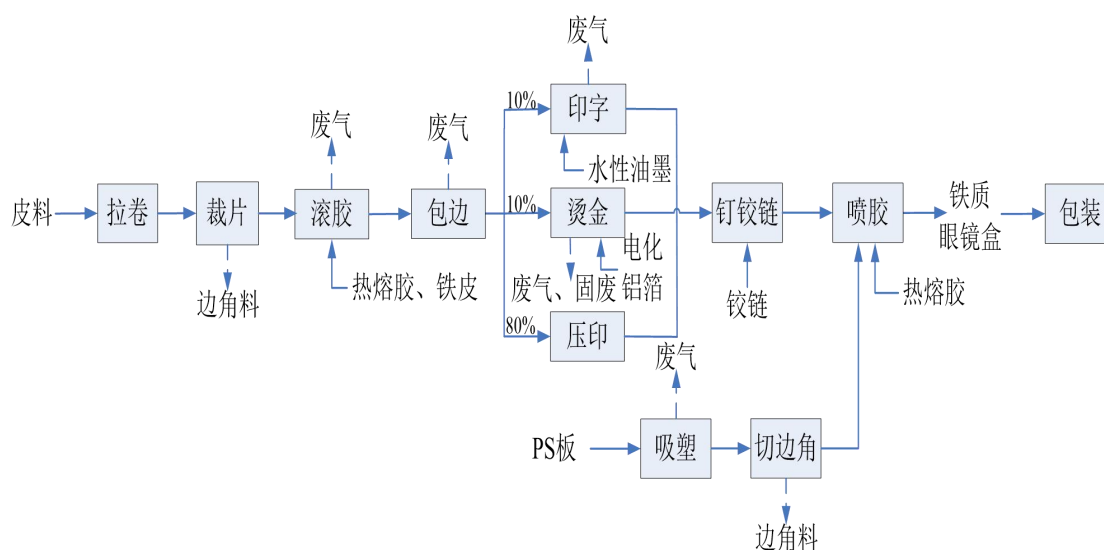 废气
10%
印字
水性油墨
废气
废气
皮料
拉卷
裁片
滚胶
包边
10%
烫金
钉铰链
喷胶
铁质
眼镜盒
包装
边角料
热熔胶、铁皮
废气、固废
电化
铝箔
铰链
热熔胶
80%
压印
废气
PS板
吸塑
切边角
边角料